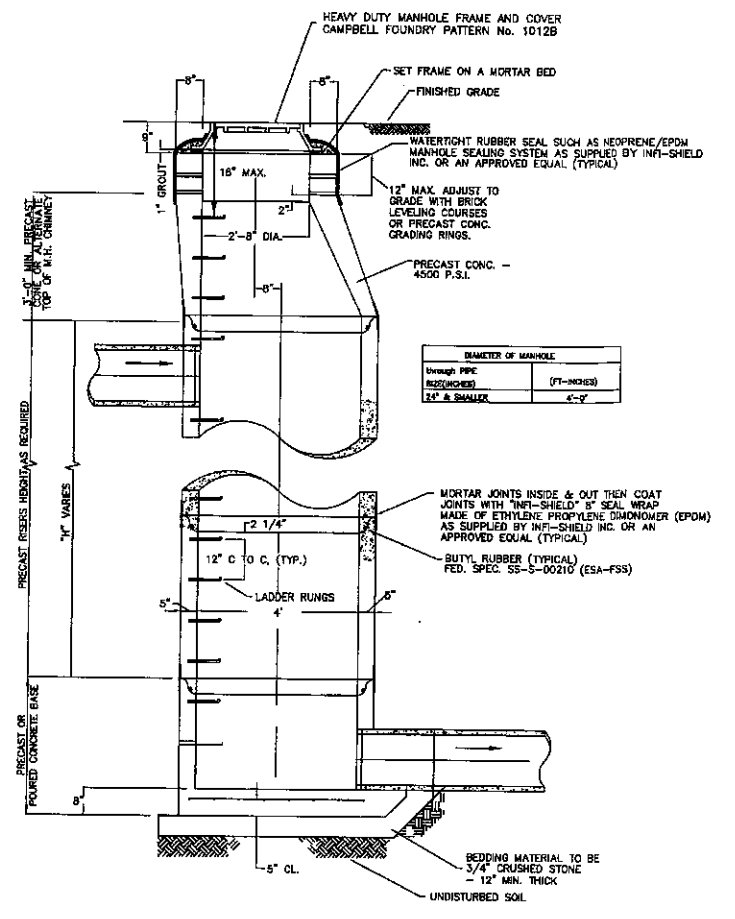 HEAVY DUTY MANHOLE FRAME AND COVER
CAMPBELL FOUNDRY PATTERN No. 1012B
8"
8"
SET FRAME ON A MORTAR BED
FINISHED GRADE
8"
WATERTIGHT RUBBER SEAL SUCH AS NEOPRENE/EPDM
MANHOLE SEALING SYSTEM AS SUPPLIED BY INFI-SHIELD
INC. OR AN APPROVED EQUAL (TYPICAL)
1" GROUT
18" MAX.
12" MAX. ADJUST TO
GRADE WITH BRICK
LEVELING COURSES
OR PRECAST CONC.
GRADING RINGS.
2"
2'-8" DIA.
3'-0" MIN. PRECAST
CONE OR ALTERNATE
TOP OF M.H. CHIMNEY
PRECAST CONC. -
4500 P.S.I.
8"
DIAMETER OF MANHOLE
through PIPE
SIZE(INCHES)
(FT-INCHES)
24" & SMALLER
4'-0"
PRECAST RISERS HEIGHT AS REQUIRED
"H" VARIES
MORTAR JOINTS INSIDE & OUT THEN COAT
JOINTS WITH "INFI-SHIELD" 8" SEAL WRAP
MADE OF ETHYLENE PROPYLENE DIMONOMER (EPDM)
AS SUPPLIED BY INFI-SHIELD INC. OR AN
APPROVED EQUAL (TYPICAL)
2 1/4"
12" C TO C. (TYP.)
BUTYL RUBBER (TYPICAL)
FED. SPEC. SS-S-00210 (ESA-FSS)
LADDER RUNGS
5"
4'
5"
PRECAST OR
POURED CONCRETE BASE
8"
5" CL.
BEDDING MATERIAL TO BE
3/4" CRUSHED STONE
- 12" MIN. THICK
UNDISTURBED SOIL